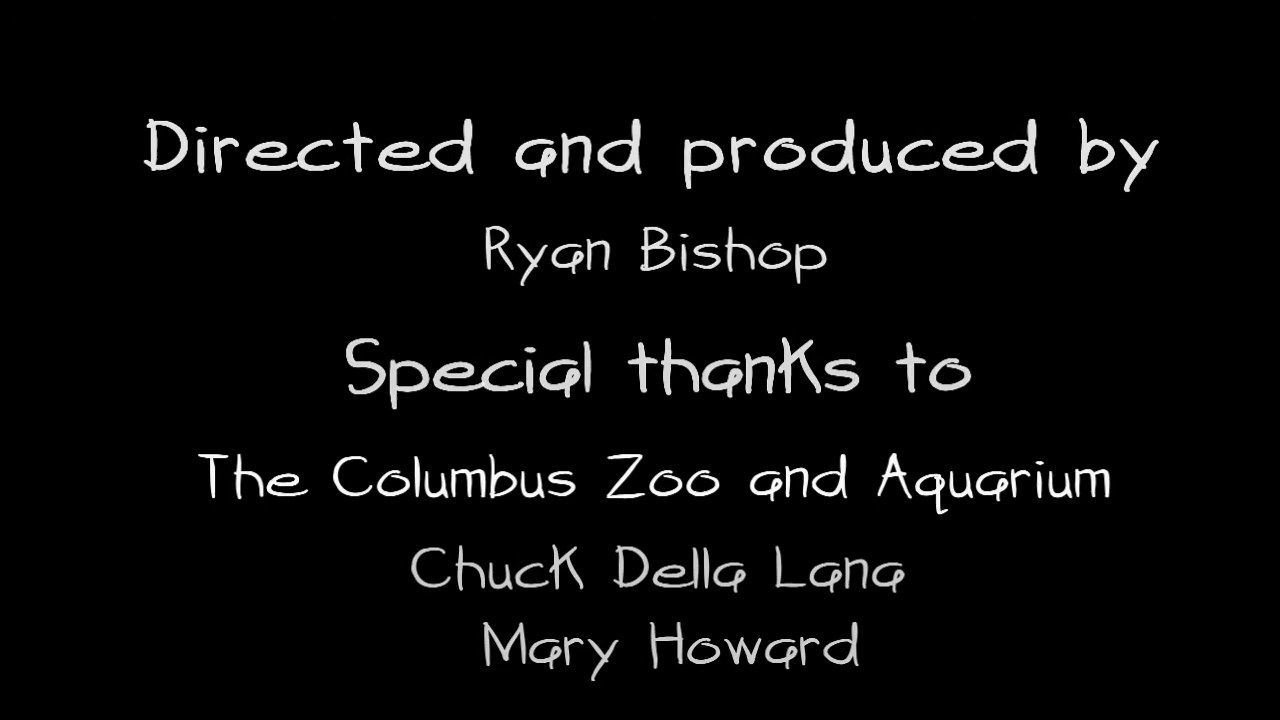 Directed and produced by
Ryan Bishop
Special thanks to
The Columbus Zoo and Aquarium
Chuck Della Lana
Mary Howard